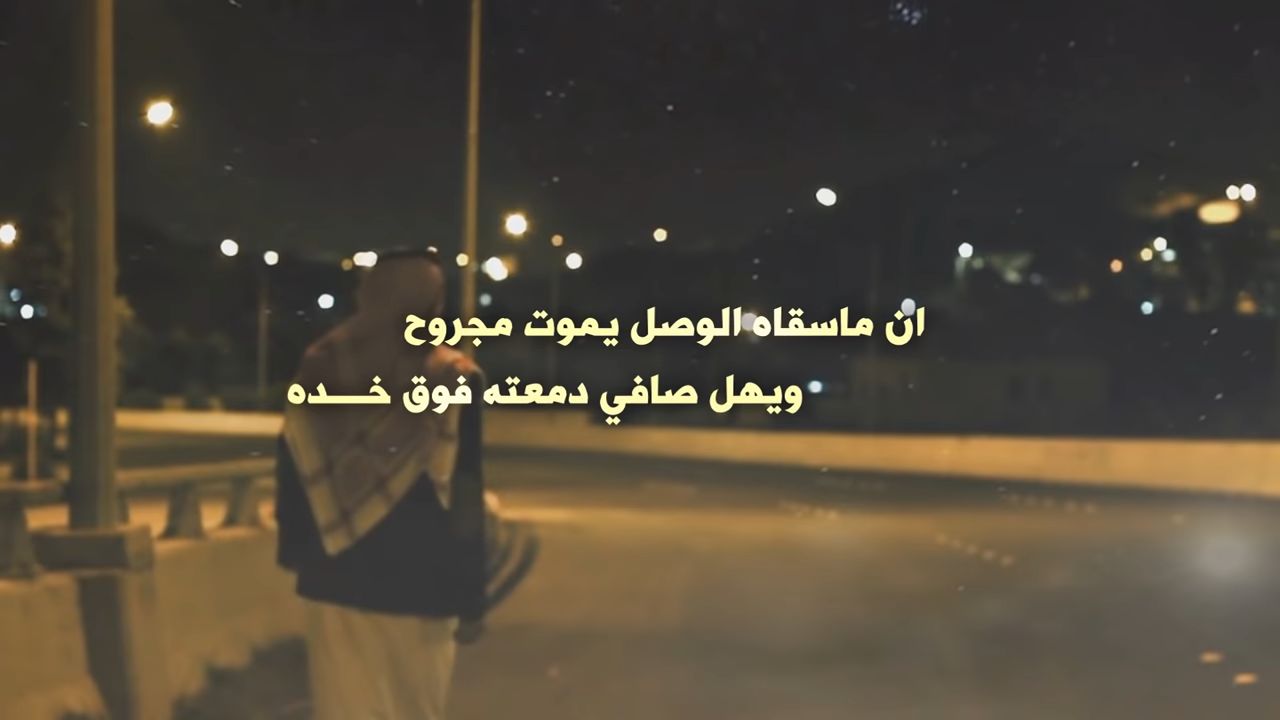 ان ماسقاه الوصل يموت مجروح
ويهل صافي دمعته فوق خـــده